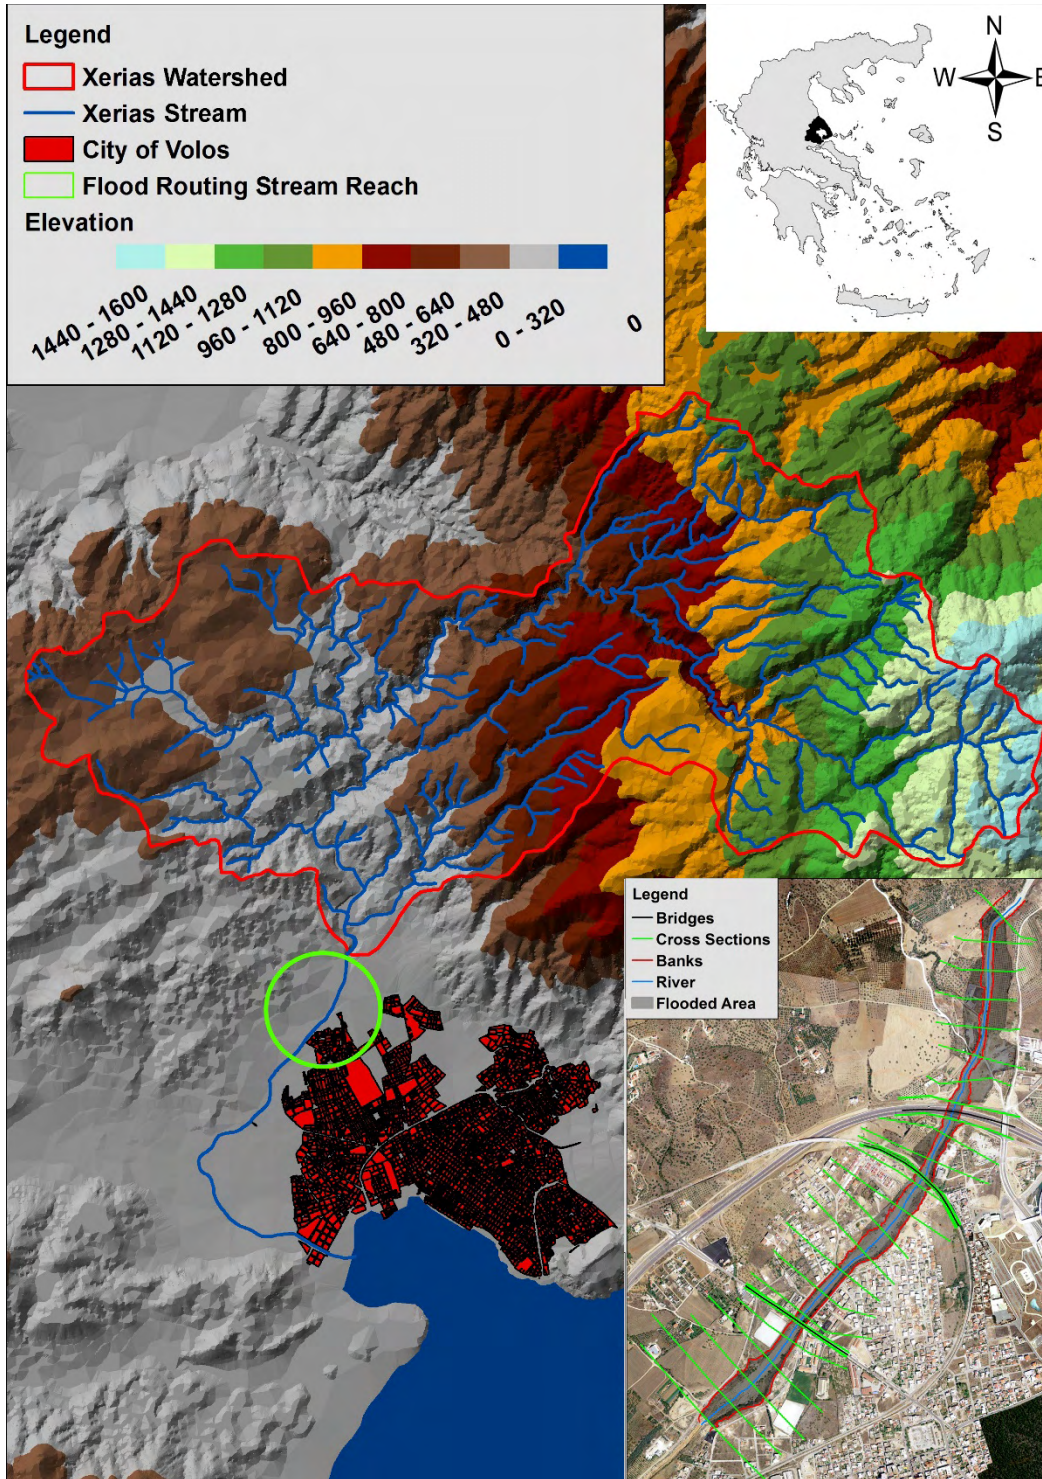 Legend
Xerias Watershed
Xerias Stream
City of Volos
Flood Routing Stream Reach
Elevation
1440 - 1600
1280 - 1440
1120 - 1280
960 - 1120
800 - 960
640 - 800
480 - 640
320 - 480
0 - 320
0
N
W
E
S
Legend
Bridges
Cross Sections
Banks
River
Flooded Area